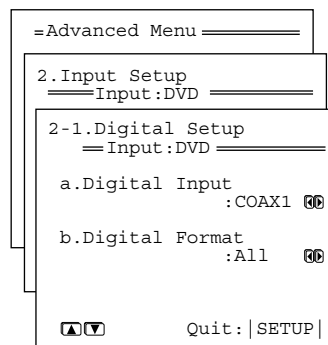 =Advanced Menu
2.Input Setup
Input:DVD
2-1.Digital Setup
Input:DVD
a.Digital Input
:COAX1
b.Digital Format
:All
Quit:|SETUP|